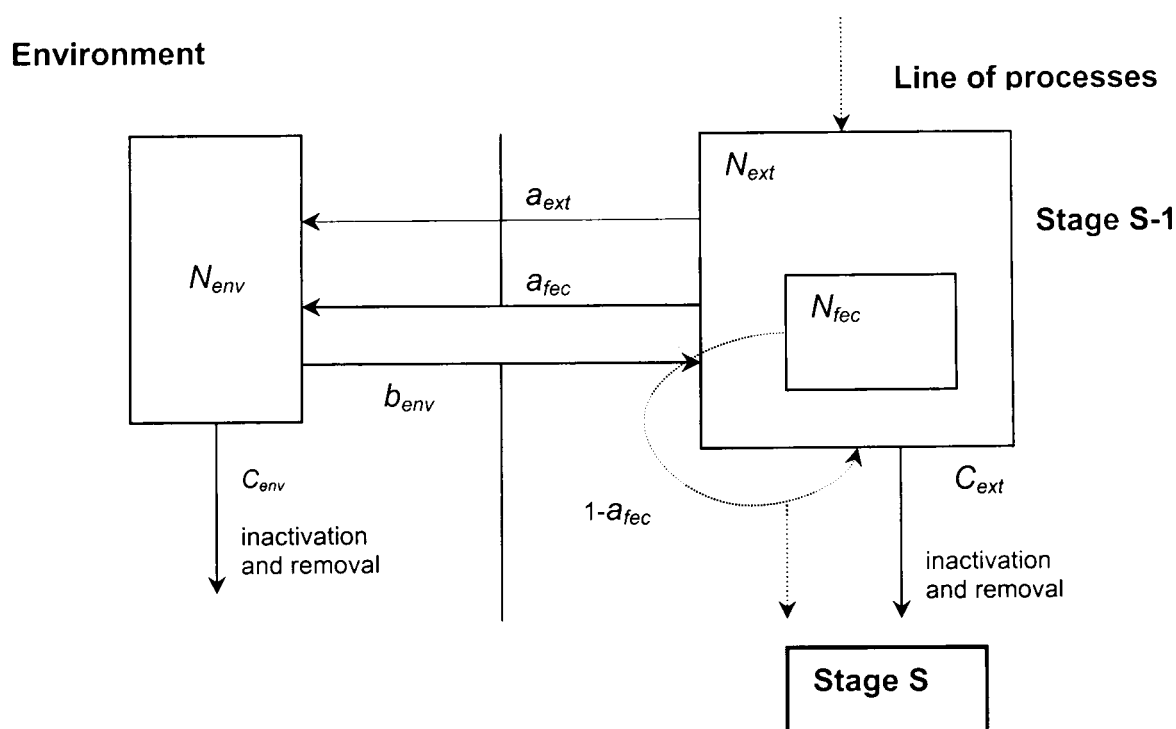 Environment
Line of processes
N_ext
a_ext
Stage S-1
N_env
a_fec
N_fec
b_env
C_env
C_ext
1-a_fec
inactivation
and removal
inactivation
and removal
Stage S